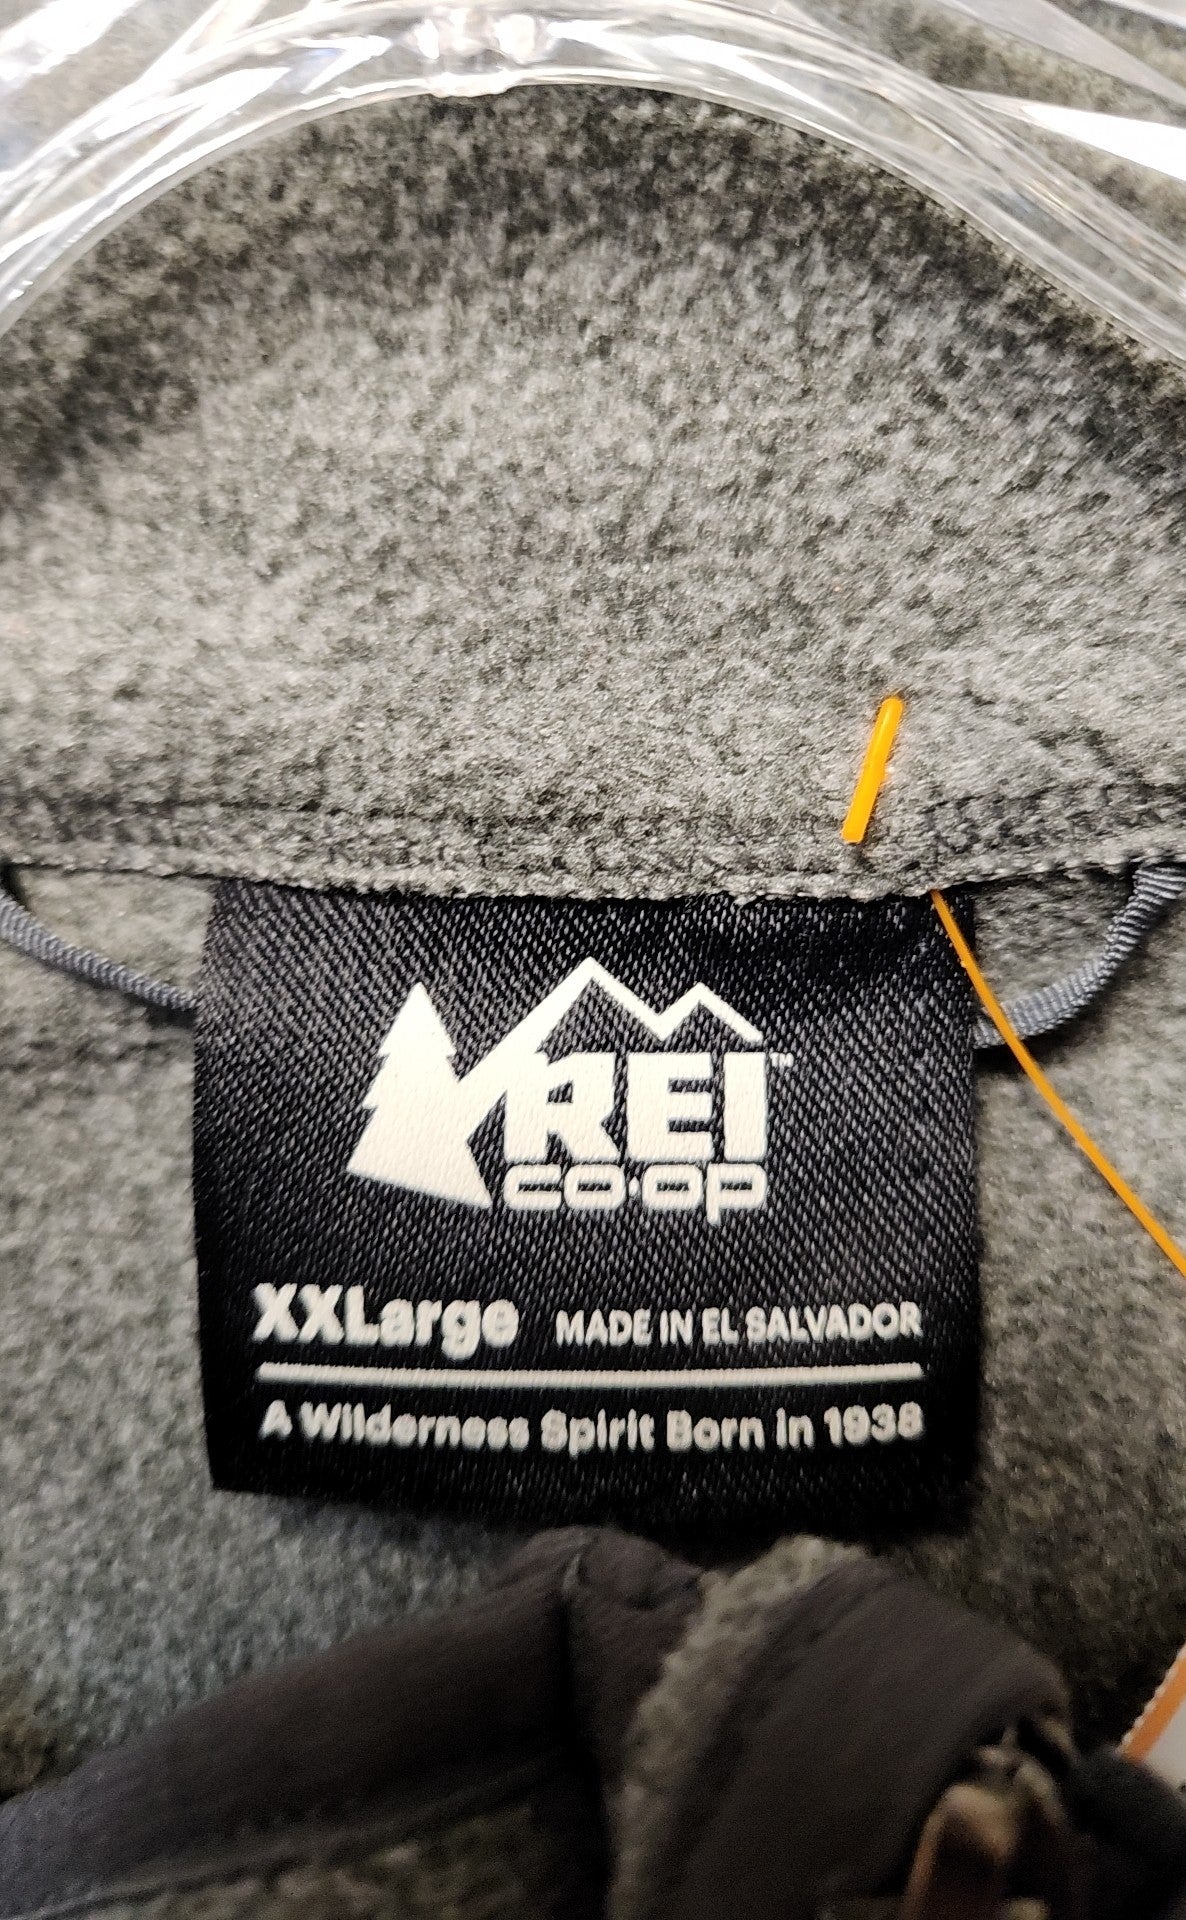 REI™
co·op
XXLarge MADE IN EL SALVADOR
A Wilderness Spirit Born in 1938